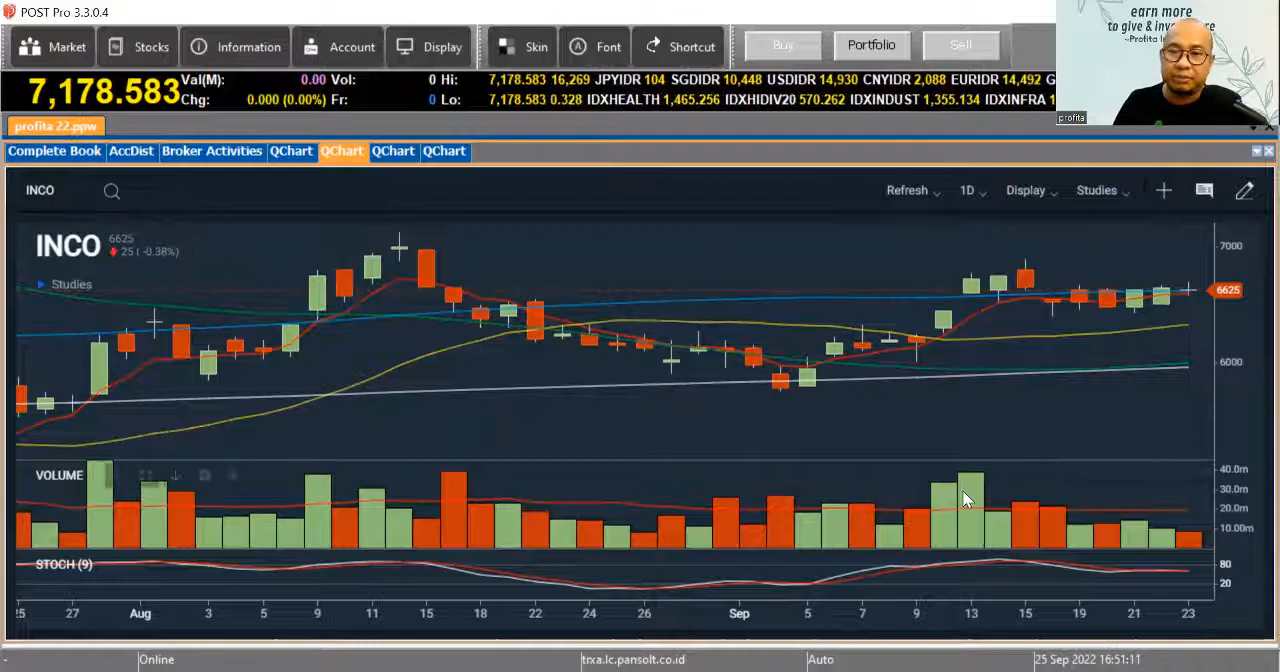 POST Pro 3.3.0.4
earn more
to give & inv
re
~Profita I
Market Stocks Information Account Display Skin Font Shortcut Buy Portfolio Sell
7,178.583
Val(M): 0.00 Vol: 0 Hi: 7,178.583 16,269 JPYIDR 104 SGDIDR 10,448 USDIDR 14,930 CNYIDR 2,088 EURIDR 14,492 G
Chg: 0.000 (0.00%) Fr: 0 Lo: 7,178.583 0.328 IDXHEALTH 1,465.256 IDXHIDIV20 570.262 IDXINDUST 1,355.134 IDXINFRA 1
profita
profita 22.ppw
Complete Book AccDist Broker Activities QChart QChart QChart QChart
INCO Refresh 1D Display Studies
INCO 6625
25 ( -0.38%)
Studies
7000
6625
6000
VOLUME
40.0m
30.0m
20.0m
10.00m
STOCH (9)
80
20
25 27 Aug 3 5 9 11 15 18 22 24 26 Sep 5 7 9 13 15 19 21 23
- Online trxa.lc.pansolt.co.id Auto 25 Sep 2022 16:51:11